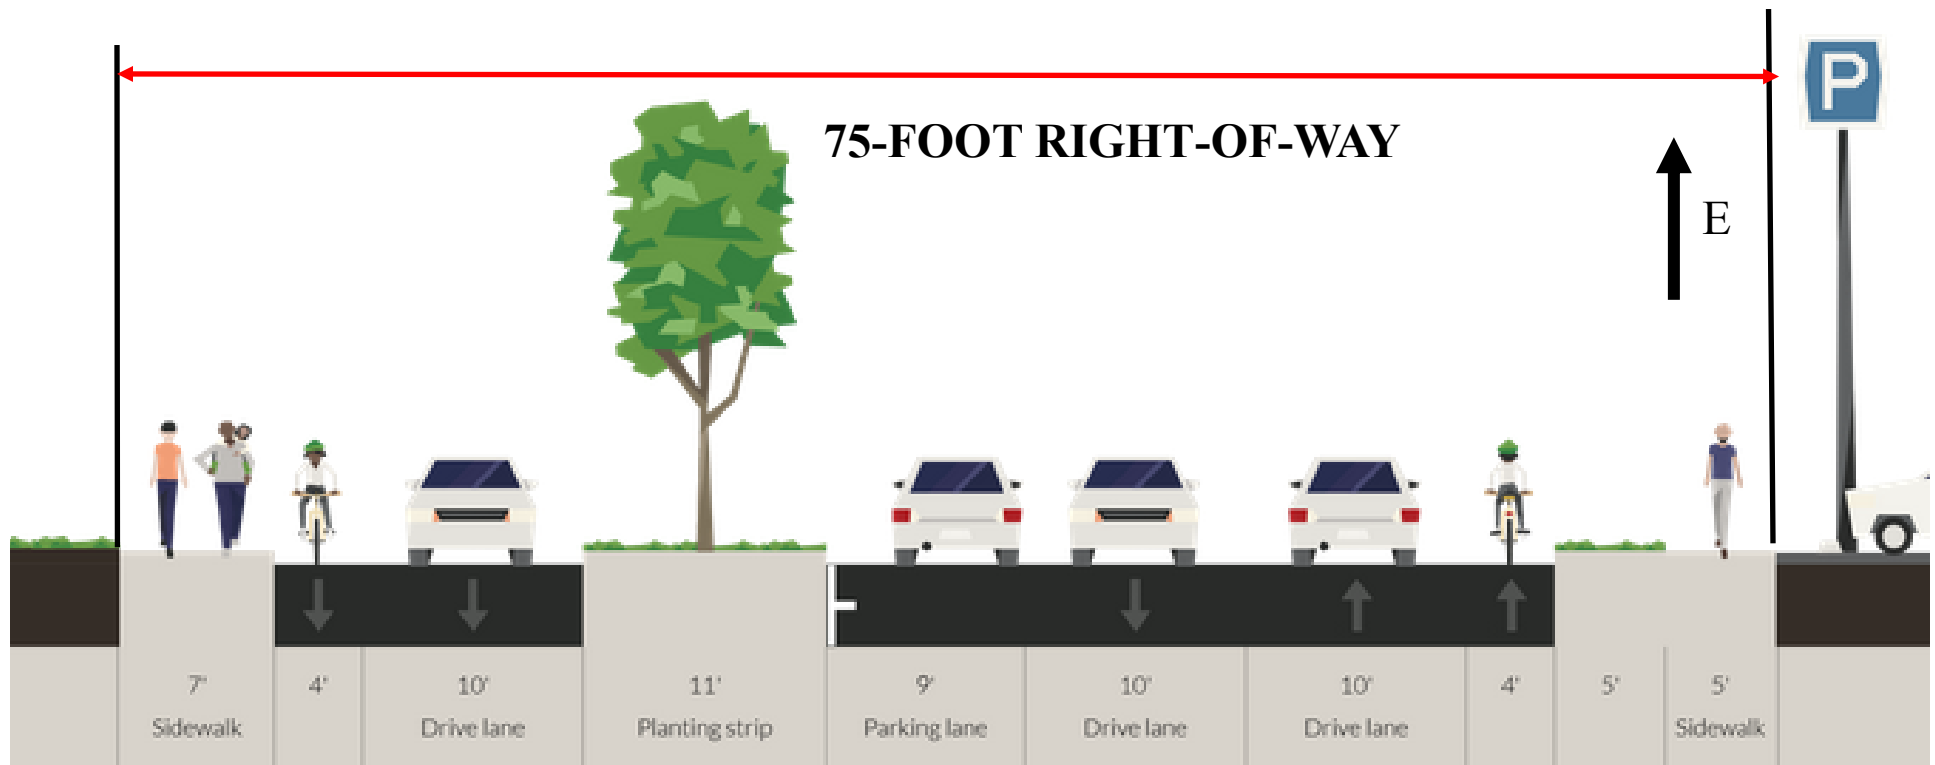 P
75-FOOT RIGHT-OF-WAY
E
7' 4' 10' 11' 9' 10' 10' 4' 5' 5'
Sidewalk Drive lane Planting strip Parking lane Drive lane Drive lane Sidewalk